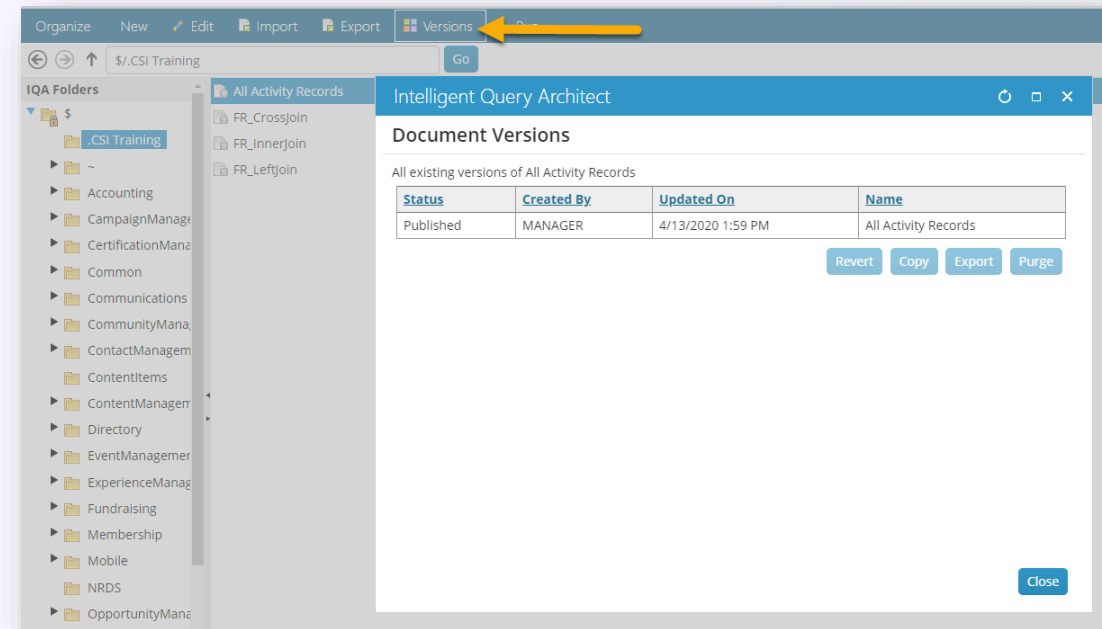 Organize New Edit Import Export Versions
$/.CSI Training Go
IQA Folders
$
.CSI Training
~
Accounting
CampaignManage
CertificationMana
Common
Communications
CommunityMana
ContactManagem
ContentItems
ContentManagem
Directory
EventManagemer
ExperienceManag
Fundraising
Membership
Mobile
NRDS
OpportunityMana
All Activity Records
FR_CrossJoin
FR_InnerJoin
FR_LeftJoin
Intelligent Query Architect
Document Versions
All existing versions of All Activity Records
Status Created By Updated On Name
Published MANAGER 4/13/2020 1:59 PM All Activity Records
Revert Copy Export Purge
Close